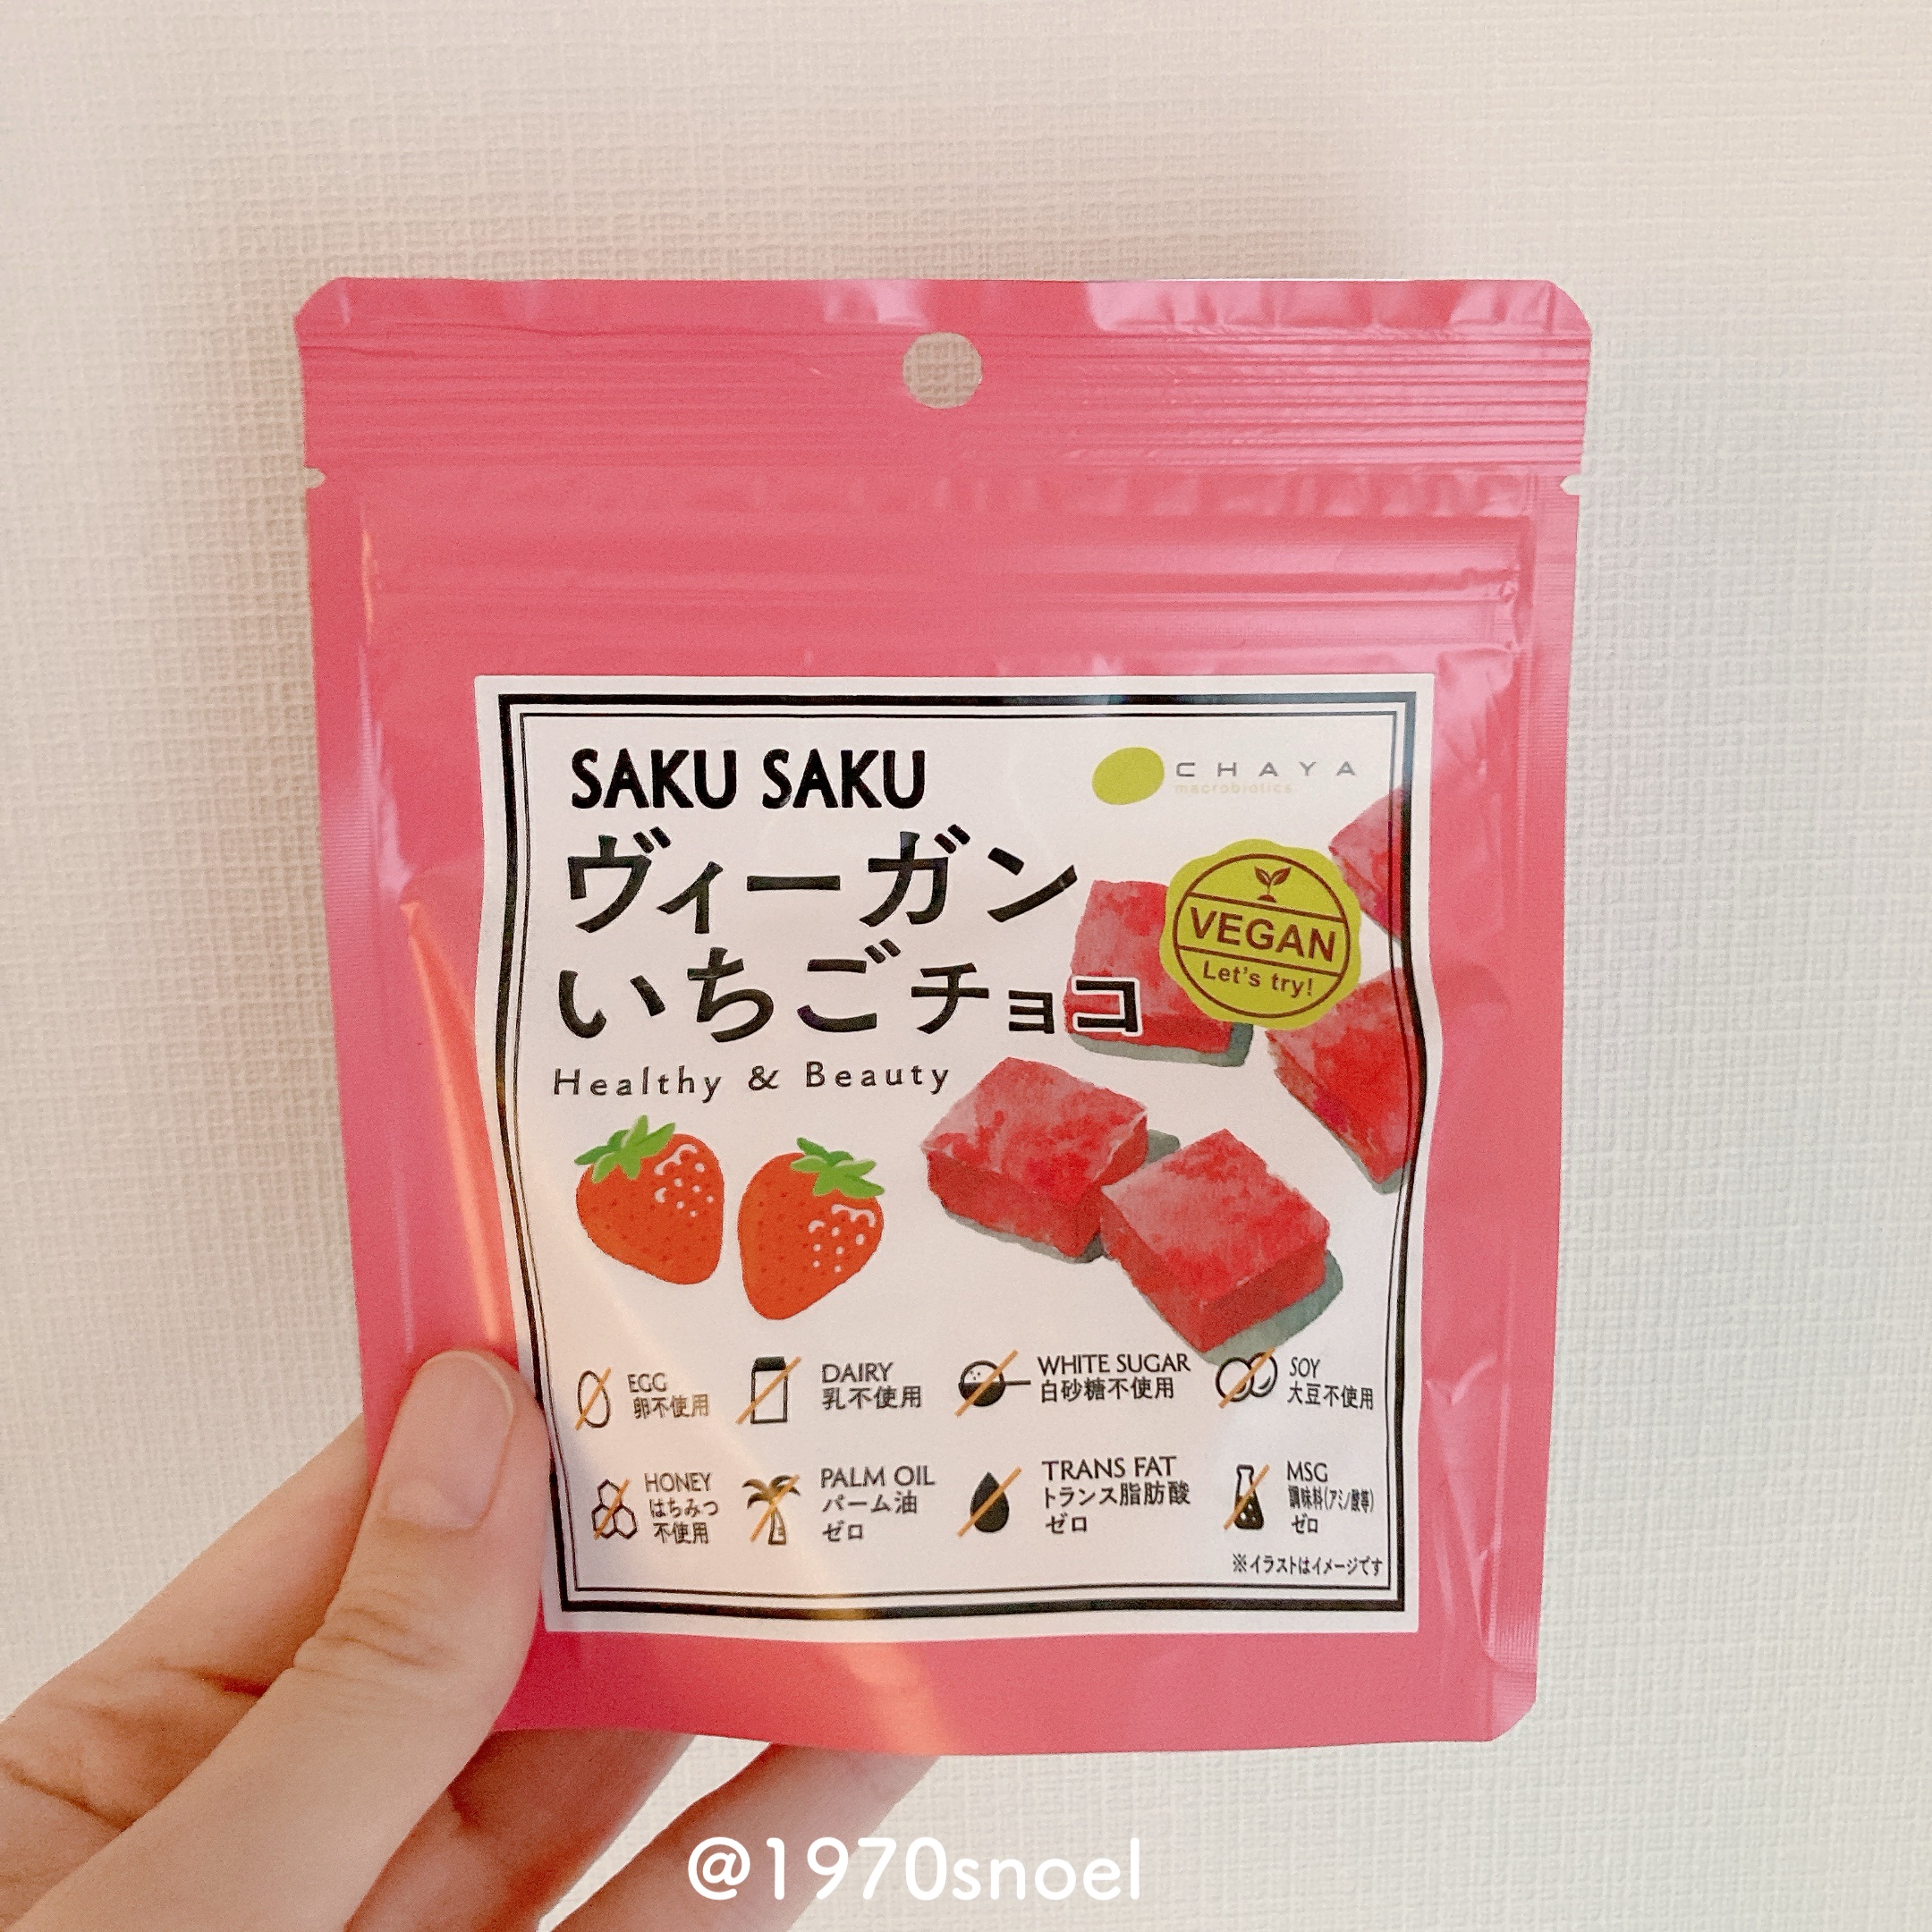 SAKU SAKU
CHAYA
macrobiotics
ヴィーガン
いちごチョコ
Healthy & Beauty
VEGAN
Let's try!
EGG
卵不使用
DAIRY
乳不使用
WHITE SUGAR
白砂糖不使用
SOY
大豆不使用
HONEY
はちみつ
不使用
PALM OIL
パーム油
ゼロ
TRANS FAT
トランス脂肪酸
ゼロ
MSG
調味料(アミノ酸等)
ゼロ
※イラストはイメージです
@1970snoel